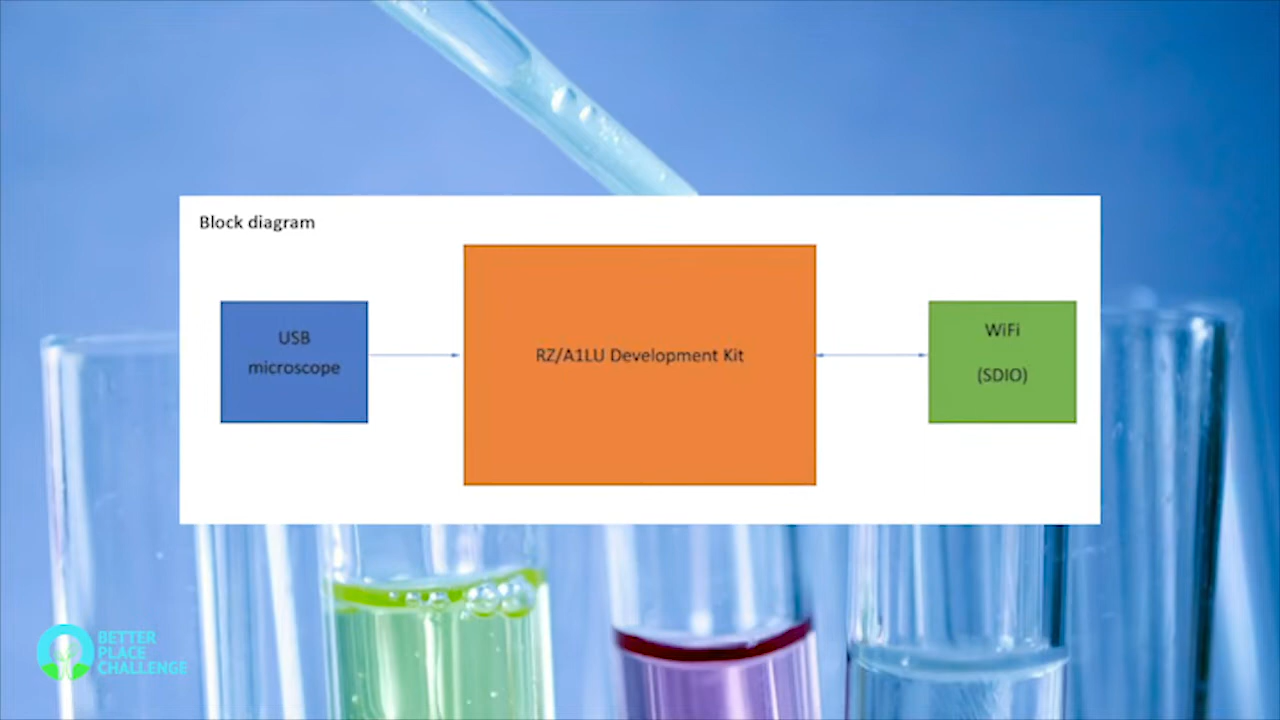 Block diagram
USB
microscope
RZ/A1LU Development Kit
WiFi
(SDIO)
BETTER
PLACE
CHALLENGE